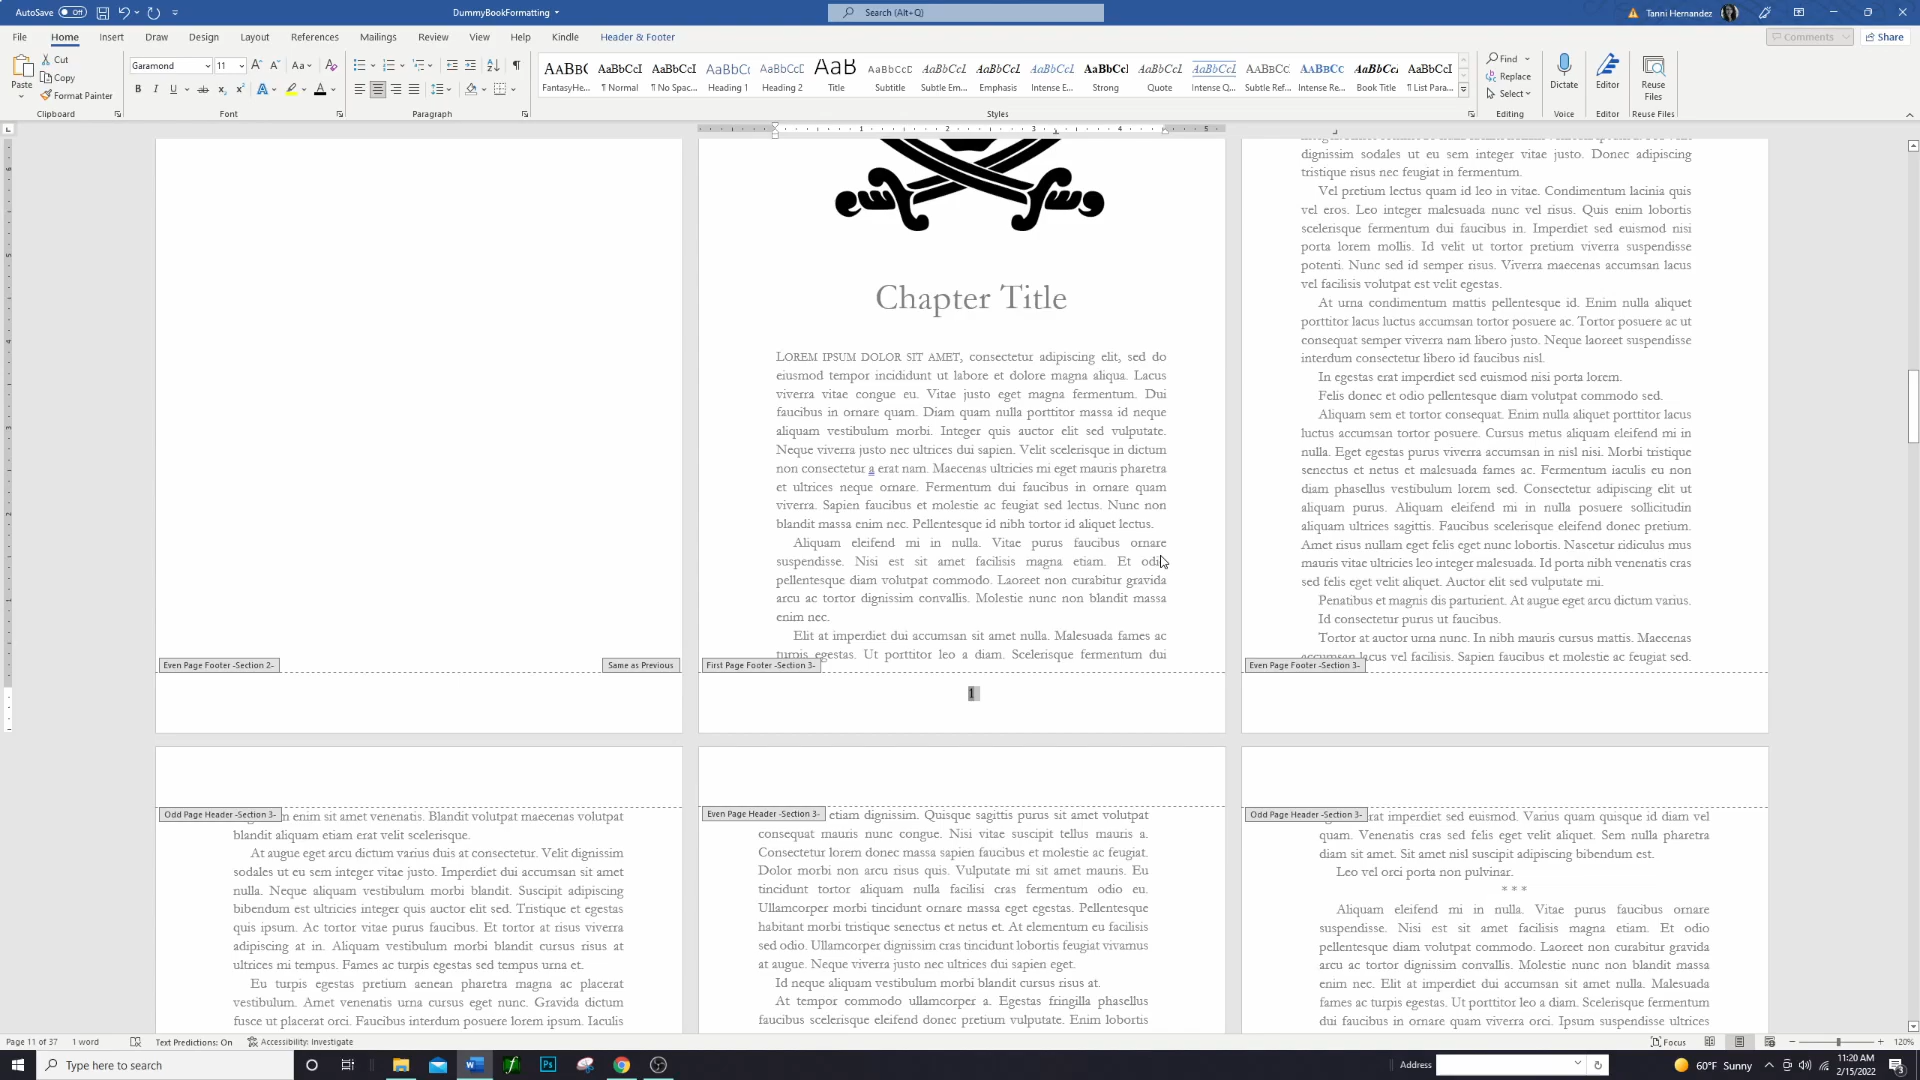 AutoSave Off DummyBookFormatting Search (Alt+Q) Tanni Hernandez
File Home Insert Draw Design Layout References Mailings Review View Help Kindle Header & Footer Comments Share
Paste
Cut
Copy
Format Painter
Clipboard
Garamond 11
Font
Paragraph
AABBC AaBbCcI AaBbCcI AaBbCc AaBbCcD AaB AaBbCcD AaBbCcL AaBbCcL AaBbCcL AaBbCcl AaBbCcL AaBbCcL AABBCC AABBCC AaBbCcL AaBbCcI
FantasyHe... ¶ Normal ¶ No Spac... Heading 1 Heading 2 Title Subtitle Subtle Em... Emphasis Intense E... Strong Quote Intense Q... Subtle Ref... Intense Re... Book Title ¶ List Para...
Styles
Find
Replace
Select
Editing
Dictate
Voice
Editor
Editor
Reuse
Files
Reuse Files
1 2 3 4 5
Even Page Footer -Section 2-
Same as Previous
Chapter Title
LOREM IPSUM DOLOR SIT AMET, consectetur adipiscing elit, sed do
eiusmod tempor incididunt ut labore et dolore magna aliqua. Lacus
viverra vitae congue eu. Vitae justo eget magna fermentum. Dui
faucibus in ornare quam. Diam quam nulla porttitor massa id neque
aliquam vestibulum morbi. Integer quis auctor elit sed vulputate.
Neque viverra justo nec ultrices dui sapien. Velit scelerisque in dictum
non consectetur a erat nam. Maecenas ultricies mi eget mauris pharetra
et ultrices neque ornare. Fermentum dui faucibus in ornare quam
viverra. Sapien faucibus et molestie ac feugiat sed lectus. Nunc non
blandit massa enim nec. Pellentesque id nibh tortor id aliquet lectus.
Aliquam eleifend mi in nulla. Vitae purus faucibus ornare
suspendisse. Nisi est sit amet facilisis magna etiam. Et odio
pellentesque diam volutpat commodo. Laoreet non curabitur gravida
arcu ac tortor dignissim convallis. Molestie nunc non blandit massa
enim nec.
Elit at imperdiet dui accumsan sit amet nulla. Malesuada fames ac
turpis egestas. Ut porttitor leo a diam. Scelerisque fermentum dui
First Page Footer -Section 3-
1
dignissim sodales ut eu sem integer vitae justo. Donec adipiscing
tristique risus nec feugiat in fermentum.
Vel pretium lectus quam id leo in vitae. Condimentum lacinia quis
vel eros. Leo integer malesuada nunc vel risus. Quis enim lobortis
scelerisque fermentum dui faucibus in. Imperdiet sed euismod nisi
porta lorem mollis. Id velit ut tortor pretium viverra suspendisse
potenti. Nunc sed id semper risus. Viverra maecenas accumsan lacus
vel facilisis volutpat est velit egestas.
At urna condimentum mattis pellentesque id. Enim nulla aliquet
porttitor lacus luctus accumsan tortor posuere ac. Tortor posuere ac ut
consequat semper viverra nam libero justo. Neque laoreet suspendisse
interdum consectetur libero id faucibus nisl.
In egestas erat imperdiet sed euismod nisi porta lorem.
Felis donec et odio pellentesque diam volutpat commodo sed.
Aliquam sem et tortor consequat. Enim nulla aliquet porttitor lacus
luctus accumsan tortor posuere. Cursus metus aliquam eleifend mi in
nulla. Eget egestas purus viverra accumsan in nisl nisi. Morbi tristique
senectus et netus et malesuada fames ac. Fermentum iaculis eu non
diam phasellus vestibulum lorem sed. Consectetur adipiscing elit ut
aliquam purus. Aliquam eleifend mi in nulla posuere sollicitudin
aliquam ultrices sagittis. Faucibus scelerisque eleifend donec pretium.
Amet risus nullam eget felis eget nunc lobortis. Nascetur ridiculus mus
mauris vitae ultricies leo integer malesuada. Id porta nibh venenatis cras
sed felis eget velit aliquet. Auctor elit sed vulputate mi.
Penatibus et magnis dis parturient. At augue eget arcu dictum varius.
Id consectetur purus ut faucibus.
Tortor at auctor urna nunc. In nibh mauris cursus mattis. Maecenas
accumsan lacus vel facilisis. Sapien faucibus et molestie ac feugiat sed.
Even Page Footer -Section 3-
Odd Page Header -Section 3-
n enim sit amet venenatis. Blandit volutpat maecenas volutpat
blandit aliquam etiam erat velit scelerisque.
At augue eget arcu dictum varius duis at consectetur. Velit dignissim
sodales ut eu sem integer vitae justo. Imperdiet dui accumsan sit amet
nulla. Neque aliquam vestibulum morbi blandit. Suscipit adipiscing
bibendum est ultricies integer quis auctor elit sed. Tristique et egestas
quis ipsum. Ac tortor vitae purus faucibus. Et tortor at risus viverra
adipiscing at in. Aliquam vestibulum morbi blandit cursus risus at
ultrices mi tempus. Fames ac turpis egestas sed tempus urna et.
Eu turpis egestas pretium aenean pharetra magna ac placerat
vestibulum. Amet venenatis urna cursus eget nunc. Gravida dictum
fusce ut placerat orci. Faucibus interdum posuere lorem ipsum. Iaculis
Even Page Header -Section 3-
etiam dignissim. Quisque sagittis purus sit amet volutpat
consequat mauris nunc congue. Nisi vitae suscipit tellus mauris a.
Consectetur lorem donec massa sapien faucibus et molestie ac feugiat.
Dolor morbi non arcu risus quis. Vulputate mi sit amet mauris. Eu
tincidunt tortor aliquam nulla facilisi cras fermentum odio eu.
Ullamcorper morbi tincidunt ornare massa eget egestas. Pellentesque
habitant morbi tristique senectus et netus et. At elementum eu facilisis
sed odio. Ullamcorper dignissim cras tincidunt lobortis feugiat vivamus
at augue. Neque viverra justo nec ultrices dui sapien eget.
Id neque aliquam vestibulum morbi blandit cursus risus at.
At tempor commodo ullamcorper a. Egestas fringilla phasellus
faucibus scelerisque eleifend donec pretium vulputate. Enim lobortis
Odd Page Header -Section 3-
rat imperdiet sed euismod. Varius quam quisque id diam vel
quam. Venenatis cras sed felis eget velit aliquet. Sem nulla pharetra
diam sit amet. Sit amet nisl suscipit adipiscing bibendum est.
Leo vel orci porta non pulvinar.
* * *
Aliquam eleifend mi in nulla. Vitae purus faucibus ornare
suspendisse. Nisi est sit amet facilisis magna etiam. Et odio
pellentesque diam volutpat commodo. Laoreet non curabitur gravida
arcu ac tortor dignissim convallis. Molestie nunc non blandit massa
enim nec. Elit at imperdiet dui accumsan sit amet nulla. Malesuada
fames ac turpis egestas. Ut porttitor leo a diam. Scelerisque fermentum
dui faucibus in ornare quam viverra orci. Ipsum suspendisse ultrices
Page 11 of 37 1 word Text Predictions: On Accessibility: Investigate Focus 120%
Type here to search Address 60°F Sunny 11:20 AM
2/15/2022